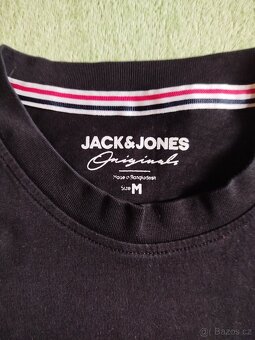 JACK&JONES
Originals
Made in Bangladesh
Size M
© Bazos.cz